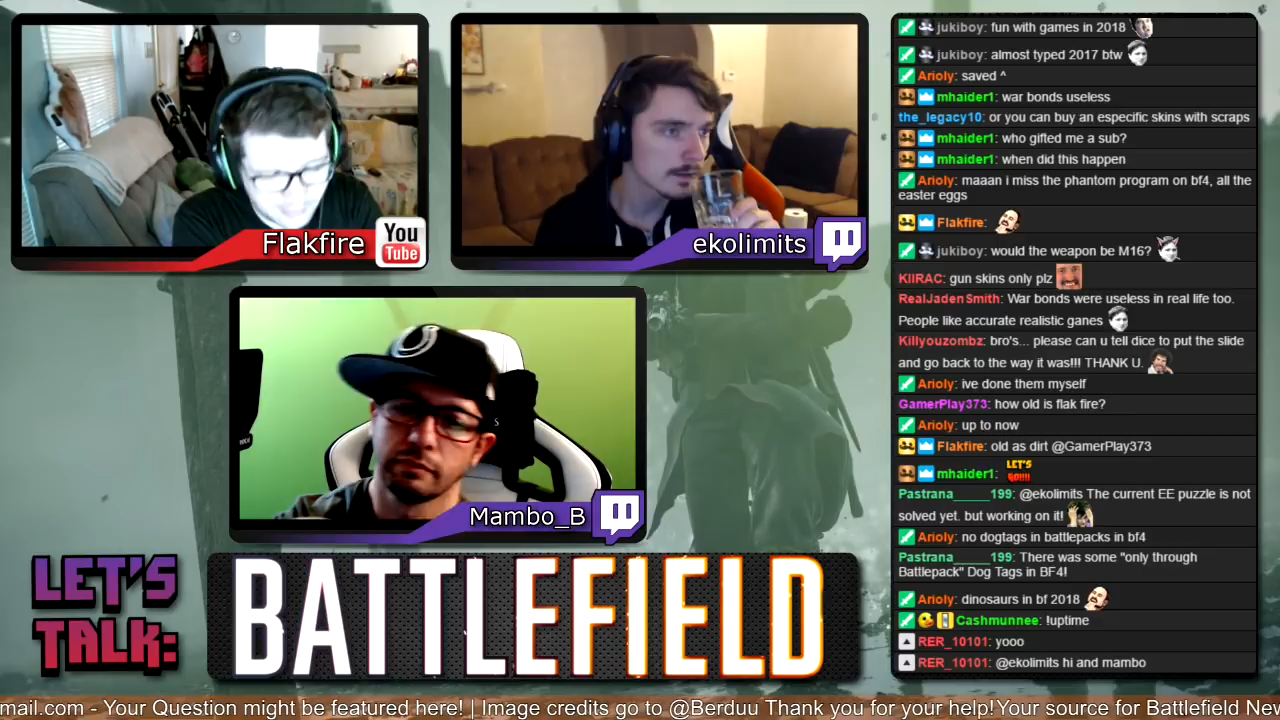 Flakfire
You
Tube
ekolimits
Mambo_B
LET'S
TALK:
BATTLEFIELD
jukiboy: fun with games in 2018
jukiboy: almost typed 2017 btw
Arioly: saved ^
mhaider1: war bonds useless
the_legacy10: or you can buy an especific skins with scraps
mhaider1: who gifted me a sub?
mhaider1: when did this happen
Arioly: maaan i miss the phantom program on bf4, all the
easter eggs
Flakfire:
jukiboy: would the weapon be M16?
KIIRAC: gun skins only plz
RealJadenSmith: War bonds were useless in real life too.
People like accurate realistic ganes
Killyouzombz: bro's... please can u tell dice to put the slide
and go back to the way it was!!! THANK U.
Arioly: ive done them myself
GamerPlay373: how old is flak fire?
Arioly: up to now
Flakfire: old as dirt @GamerPlay373
mhaider1: LET'S
GO!!!!
Pastrana_____199: @ekolimits The current EE puzzle is not
solved yet. but working on it!
Arioly: no dogtags in battlepacks in bf4
Pastrana_____199: There was some "only through
Battlepack" Dog Tags in BF4!
Arioly: dinosaurs in bf 2018
Cashmunnee: !uptime
RER_10101: yooo
RER_10101: @ekolimits hi and mambo
mail.com - Your Question might be featured here! | Image credits go to @Berduu Thank you for your help!Your source for Battlefield New